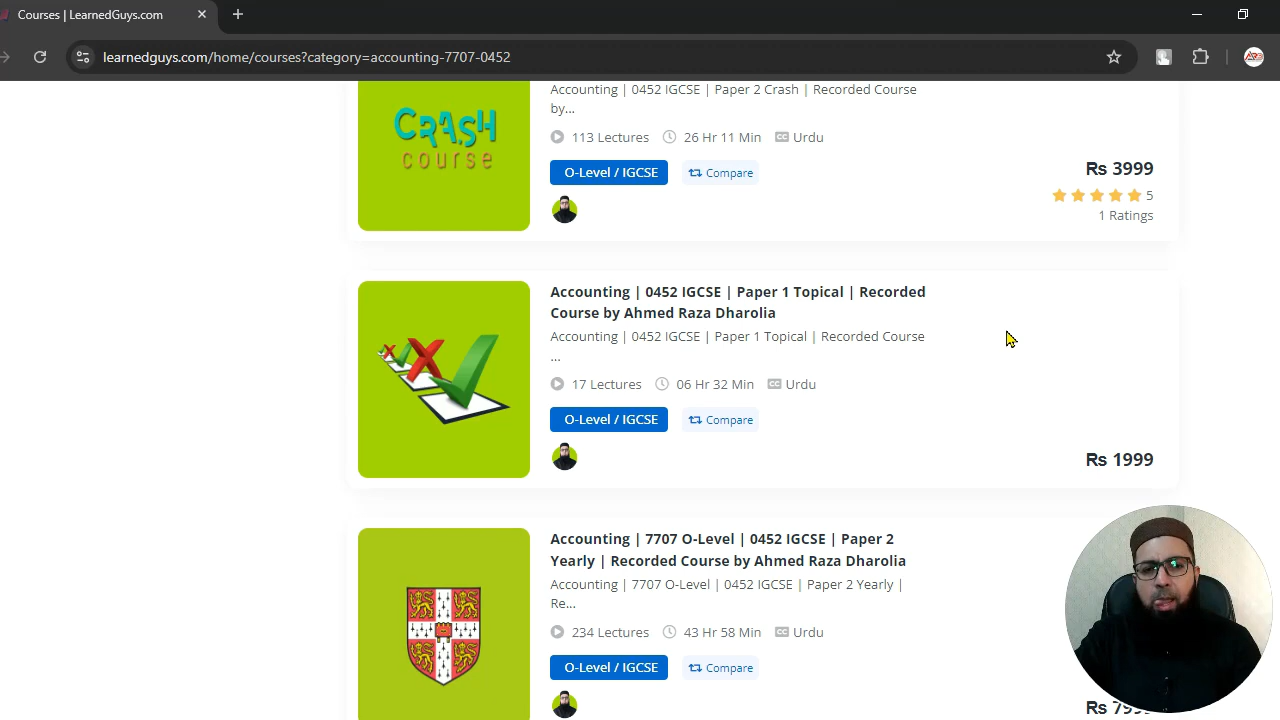 Courses | LearnedGuys.com
learnedguys.com/home/courses?category=accounting-7707-0452
CRASH
course
Accounting | 0452 IGCSE | Paper 2 Crash | Recorded Course
by...
113 Lectures 26 Hr 11 Min CC Urdu
O-Level / IGCSE Compare
₨ 3999
5
1 Ratings
Accounting | 0452 IGCSE | Paper 1 Topical | Recorded
Course by Ahmed Raza Dharolia
Accounting | 0452 IGCSE | Paper 1 Topical | Recorded Course
...
17 Lectures 06 Hr 32 Min CC Urdu
O-Level / IGCSE Compare
₨ 1999
Accounting | 7707 O-Level | 0452 IGCSE | Paper 2
Yearly | Recorded Course by Ahmed Raza Dharolia
Accounting | 7707 O-Level | 0452 IGCSE | Paper 2 Yearly |
Re...
234 Lectures 43 Hr 58 Min CC Urdu
O-Level / IGCSE Compare
₨